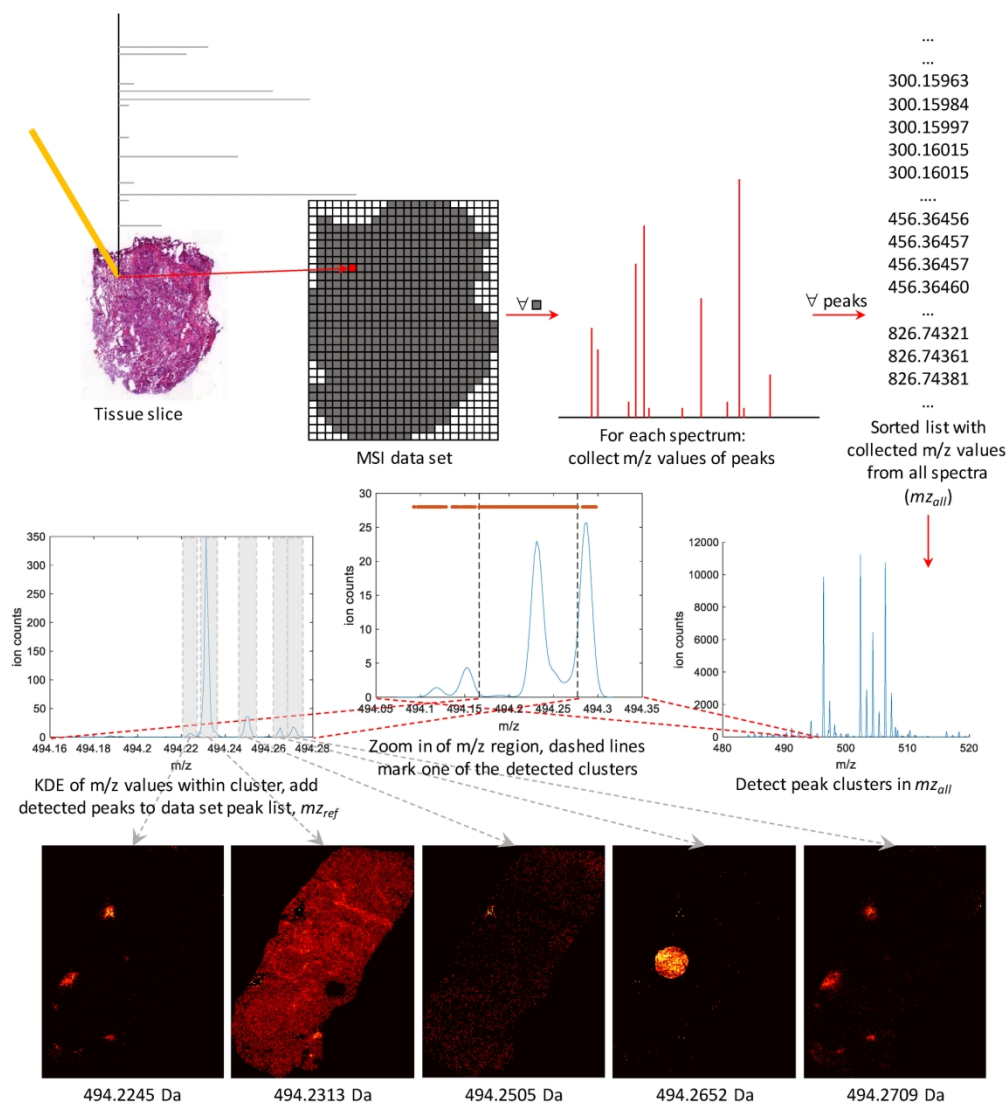 ...
...
300.15963
300.15984
300.15997
300.16015
300.16015
....
456.36456
456.36457
456.36457
456.36460
...
826.74321
826.74361
826.74381
...
∀
∀ peaks
Tissue slice
MSI data set
For each spectrum:
collect m/z values of peaks
Sorted list with
collected m/z values
from all spectra
(mz_all)
350
300
250
200
150
100
50
0
ion counts
494.16 494.18 494.2 494.22 494.24 494.26 494.28
m/z
KDE of m/z values within cluster, add
detected peaks to data set peak list, mz_ref
30
25
20
15
10
5
0
ion counts
494.05 494.1 494.15 494.2 494.25 494.3 494.35
m/z
Zoom in of m/z region, dashed lines
mark one of the detected clusters
12000
10000
8000
6000
4000
2000
0
ion counts
480 490 500 510 520
m/z
Detect peak clusters in mz_all
494.2245 Da
494.2313 Da
494.2505 Da
494.2652 Da
494.2709 Da